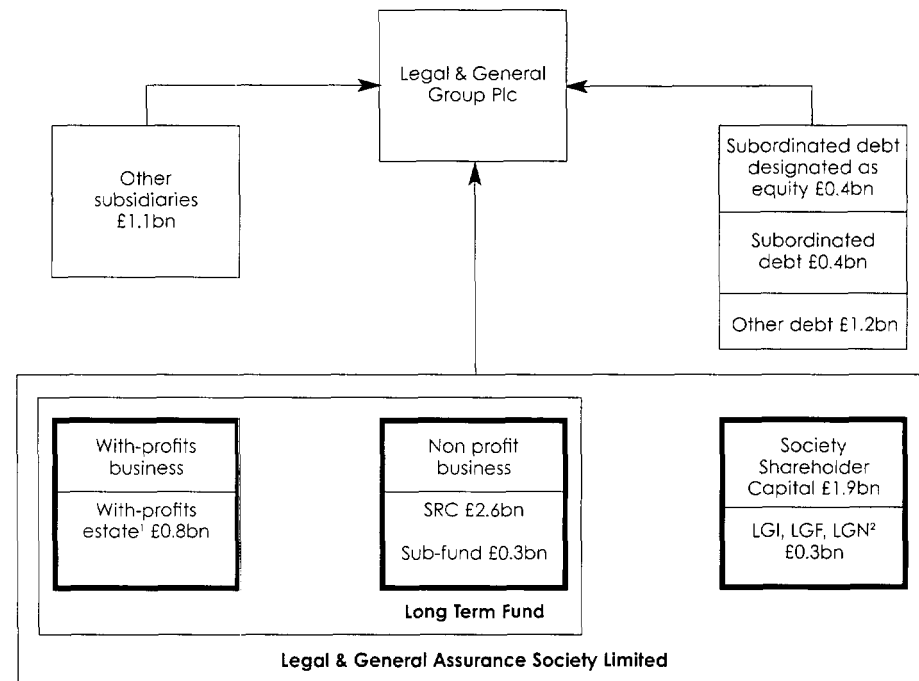 Legal & General
Group Plc
Other
subsidiaries
£1.1bn
Subordinated debt
designated as
equity £0.4bn
Subordinated
debt £0.4bn
Other debt £1.2bn
With-profits
business
With-profits
estate¹ £0.8bn
Non profit
business
SRC £2.6bn
Sub-fund £0.3bn
Society
Shareholder
Capital £1.9bn
LGI, LGF, LGN²
£0.3bn
Long Term Fund
Legal & General Assurance Society Limited